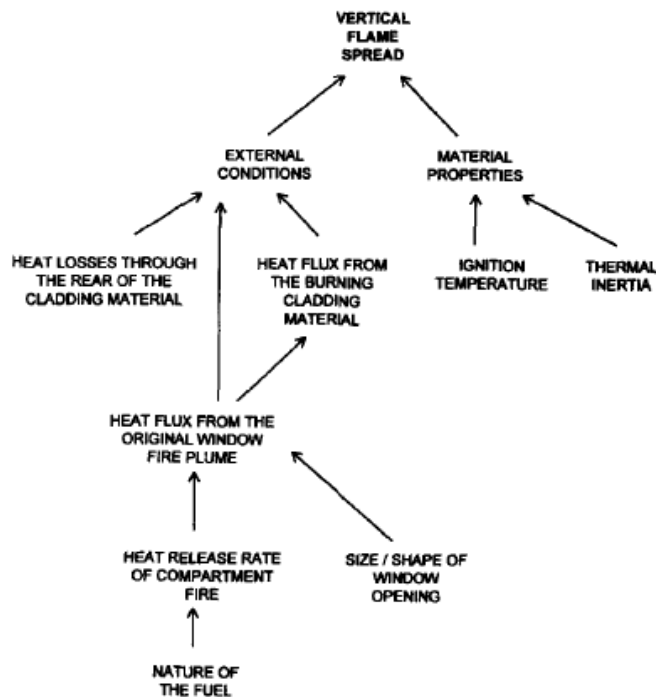 VERTICAL
FLAME
SPREAD
EXTERNAL
CONDITIONS
MATERIAL
PROPERTIES
HEAT LOSSES THROUGH
THE REAR OF THE
CLADDING MATERIAL
HEAT FLUX FROM
THE BURNING
CLADDING
MATERIAL
IGNITION
TEMPERATURE
THERMAL
INERTIA
HEAT FLUX FROM THE
ORIGINAL WINDOW
FIRE PLUME
HEAT RELEASE RATE
OF COMPARTMENT
FIRE
SIZE / SHAPE OF
WINDOW
OPENING
NATURE OF
THE FUEL